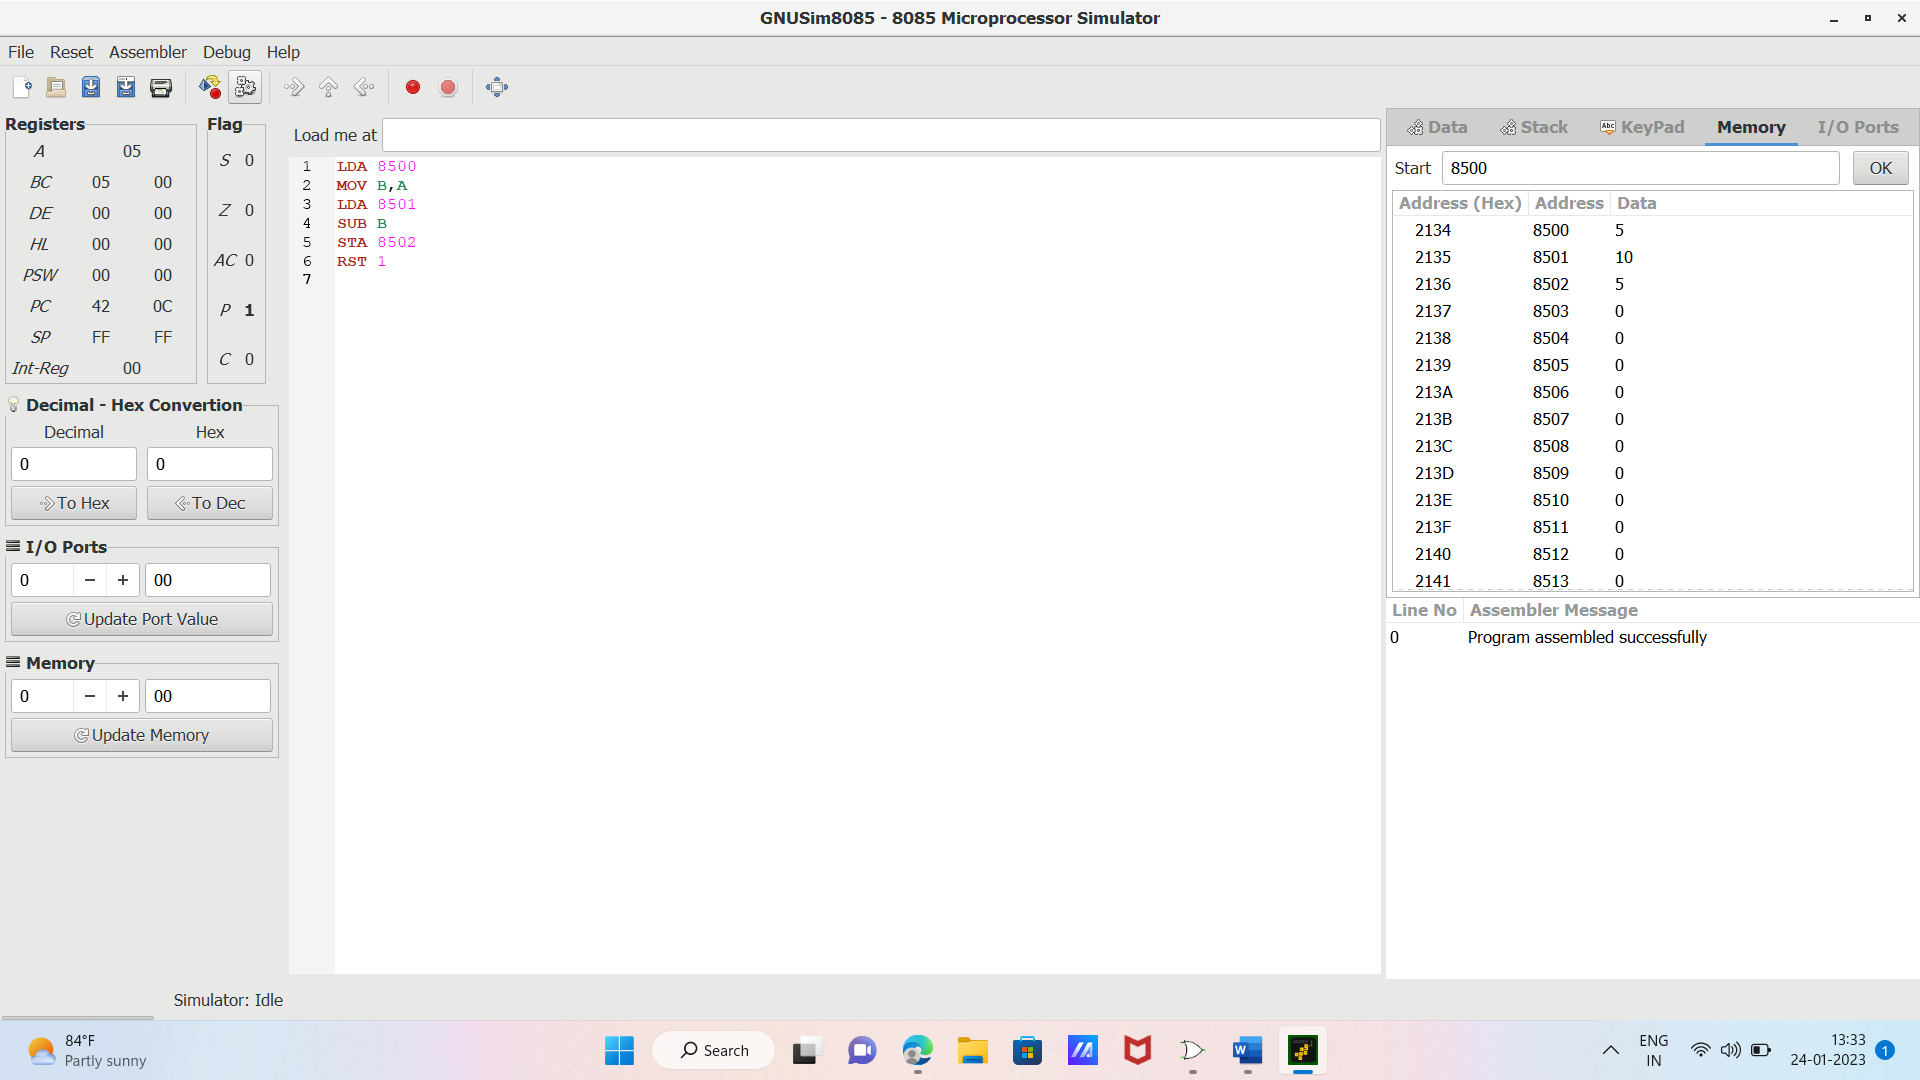 GNUSim8085 - 8085 Microprocessor Simulator
File Reset Assembler Debug Help
Registers
A 05
BC 05 00
DE 00 00
HL 00 00
PSW 00 00
PC 42 0C
SP FF FF
Int-Reg 00
Flag
S 0
Z 0
AC 0
P 1
C 0
Decimal - Hex Convertion
Decimal Hex
0 0
To Hex To Dec
I/O Ports
0 − + 00
Update Port Value
Memory
0 − + 00
Update Memory
Load me at
1 LDA 8500
2 MOV B,A
3 LDA 8501
4 SUB B
5 STA 8502
6 RST 1
7
Data Stack Abc KeyPad Memory I/O Ports
Start 8500 OK
Address (Hex) Address Data
2134 8500 5
2135 8501 10
2136 8502 5
2137 8503 0
2138 8504 0
2139 8505 0
213A 8506 0
213B 8507 0
213C 8508 0
213D 8509 0
213E 8510 0
213F 8511 0
2140 8512 0
2141 8513 0
Line No Assembler Message
0 Program assembled successfully
Simulator: Idle
84°F
Partly sunny
Search
W
ENG
IN
13:33
24-01-2023
1